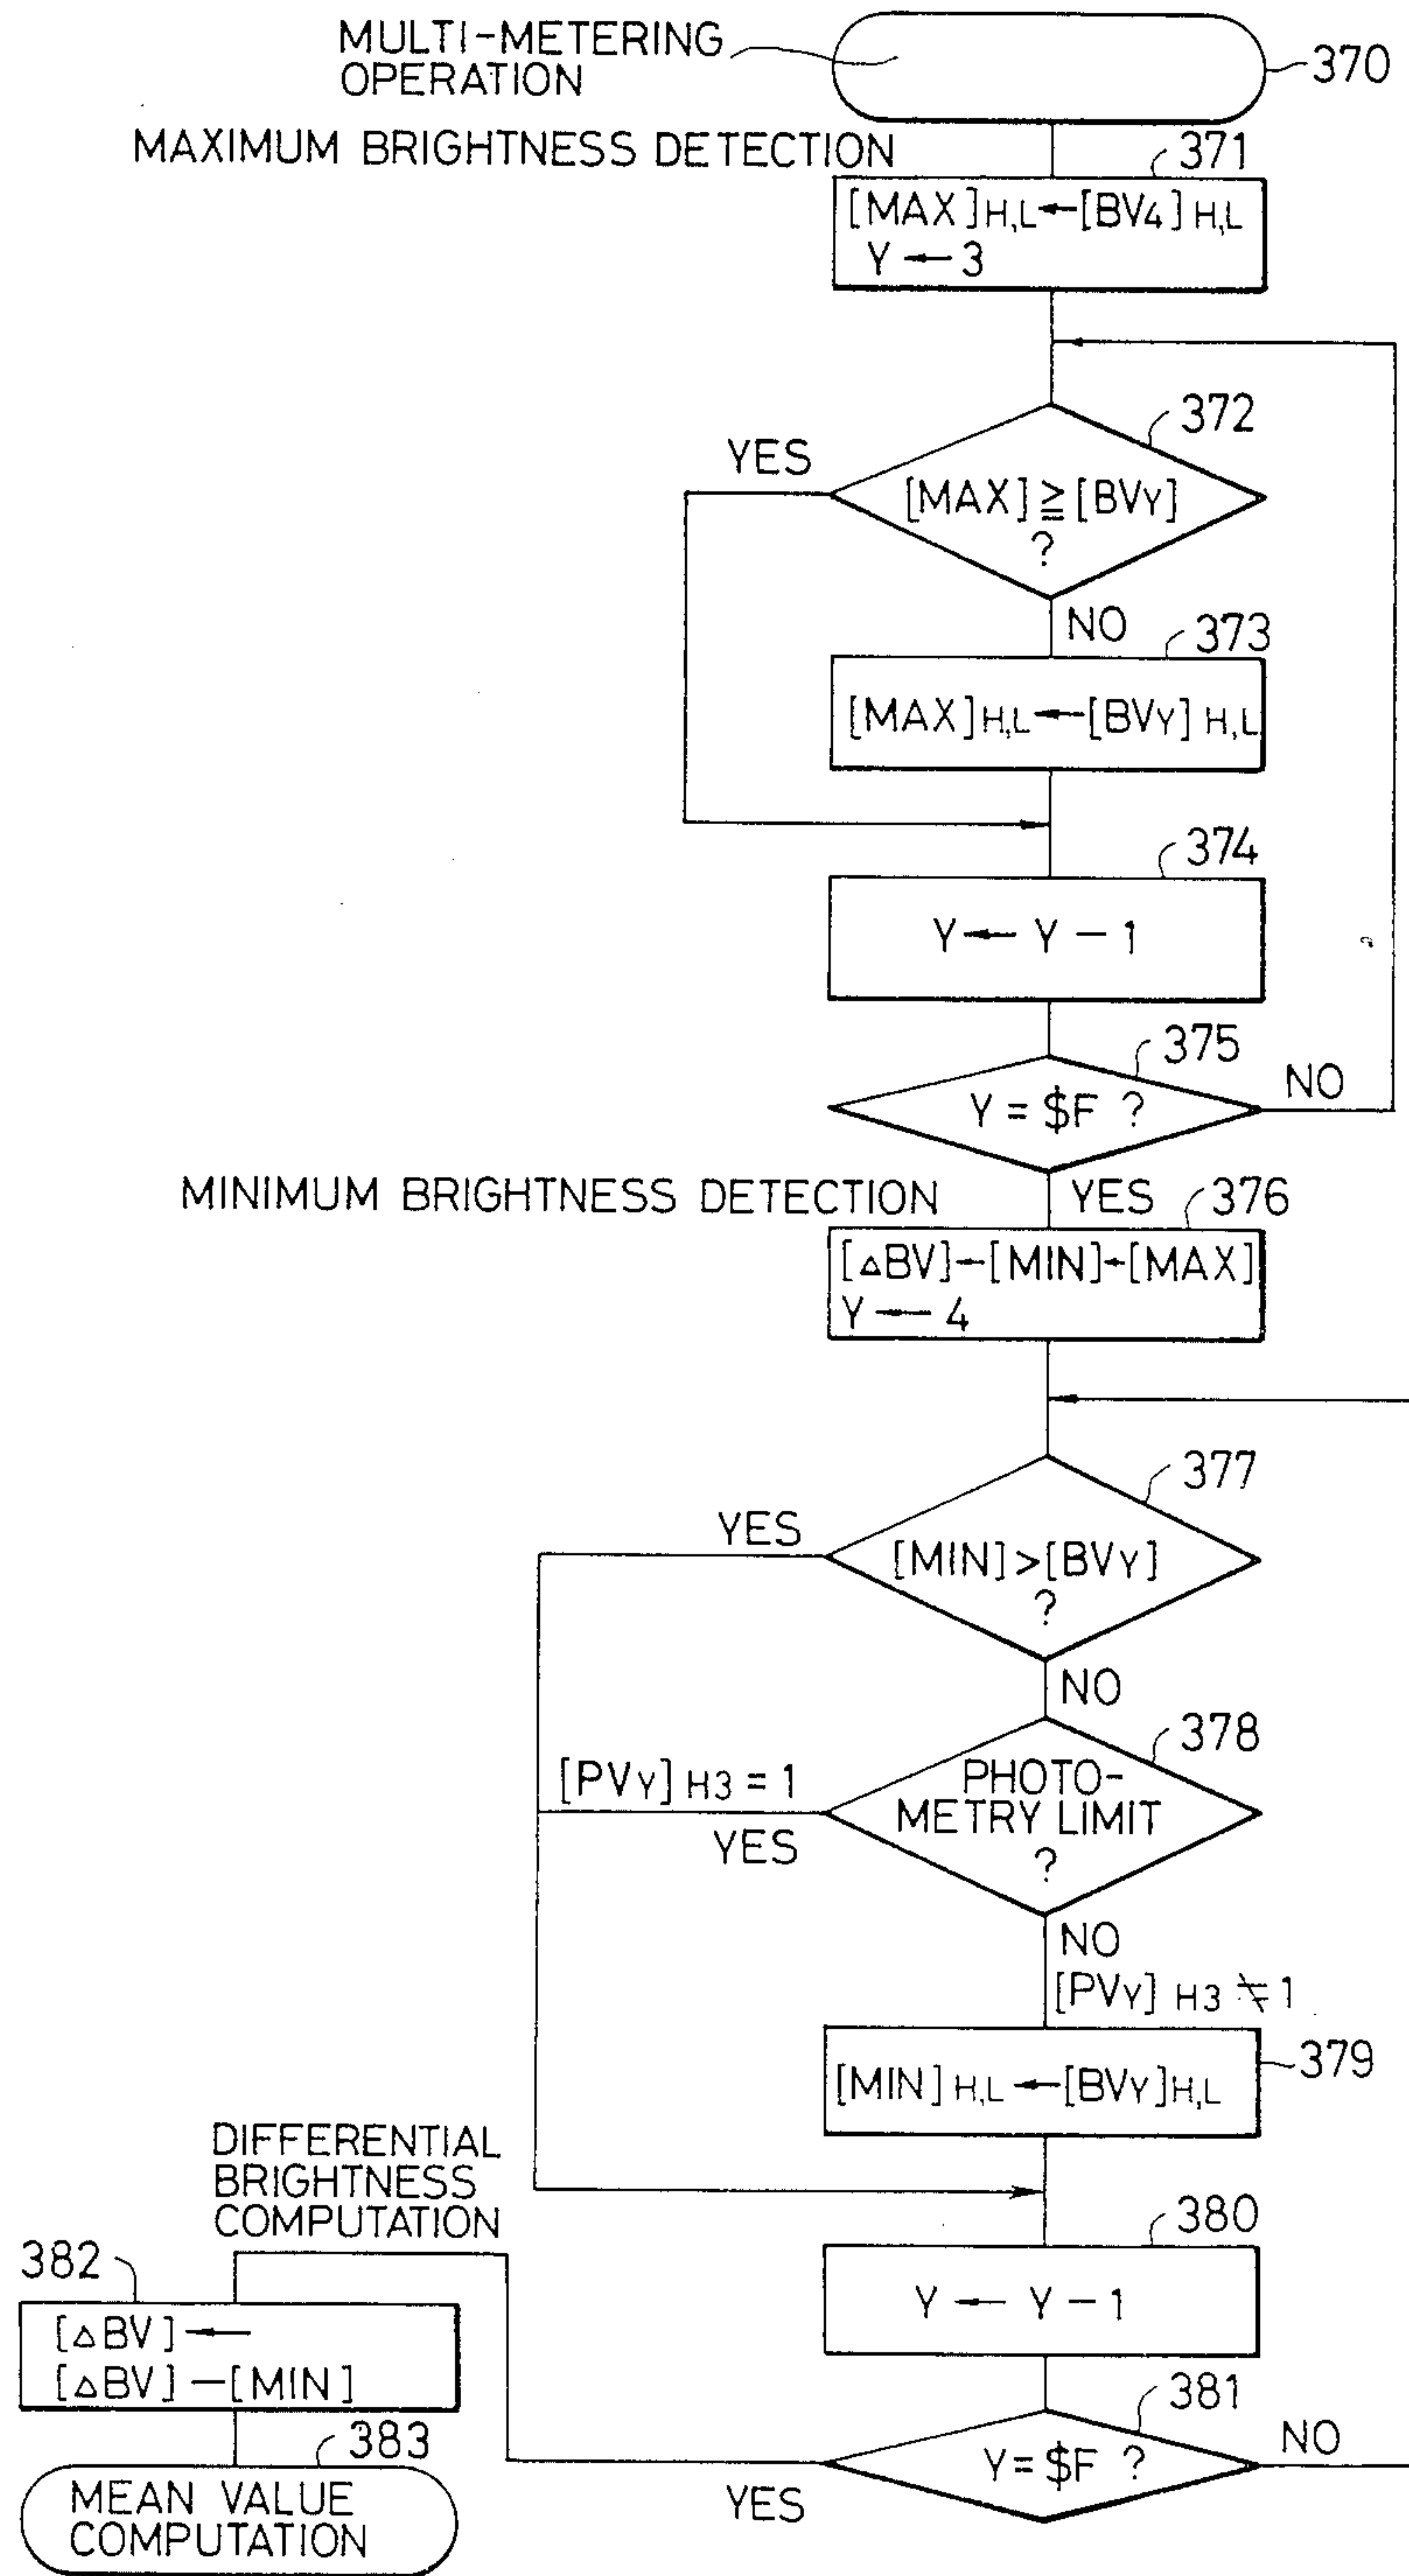 MULTI-METERING
OPERATION
370
MAXIMUM BRIGHTNESS DETECTION
371
[MAX]H,L←[BV4]H,L
Y ← 3
372
YES
[MAX]≧[BVY]
?
NO
373
[MAX]H,L←[BVY]H,L
374
Y ← Y − 1
375
Y = $F ?
NO
MINIMUM BRIGHTNESS DETECTION
YES
376
[△BV]←[MIN]←[MAX]
Y ← 4
377
YES
[MIN]>[BVY]
?
NO
378
[PVY] H3 = 1
PHOTO-
METRY LIMIT
YES
?
NO
[PVY] H3 ≠ 1
379
[MIN]H,L←[BVY]H,L
DIFFERENTIAL
BRIGHTNESS
COMPUTATION
380
382
Y ← Y − 1
[△BV]←
[△BV]−[MIN]
381
383
Y = $F ?
NO
YES
MEAN VALUE
COMPUTATION